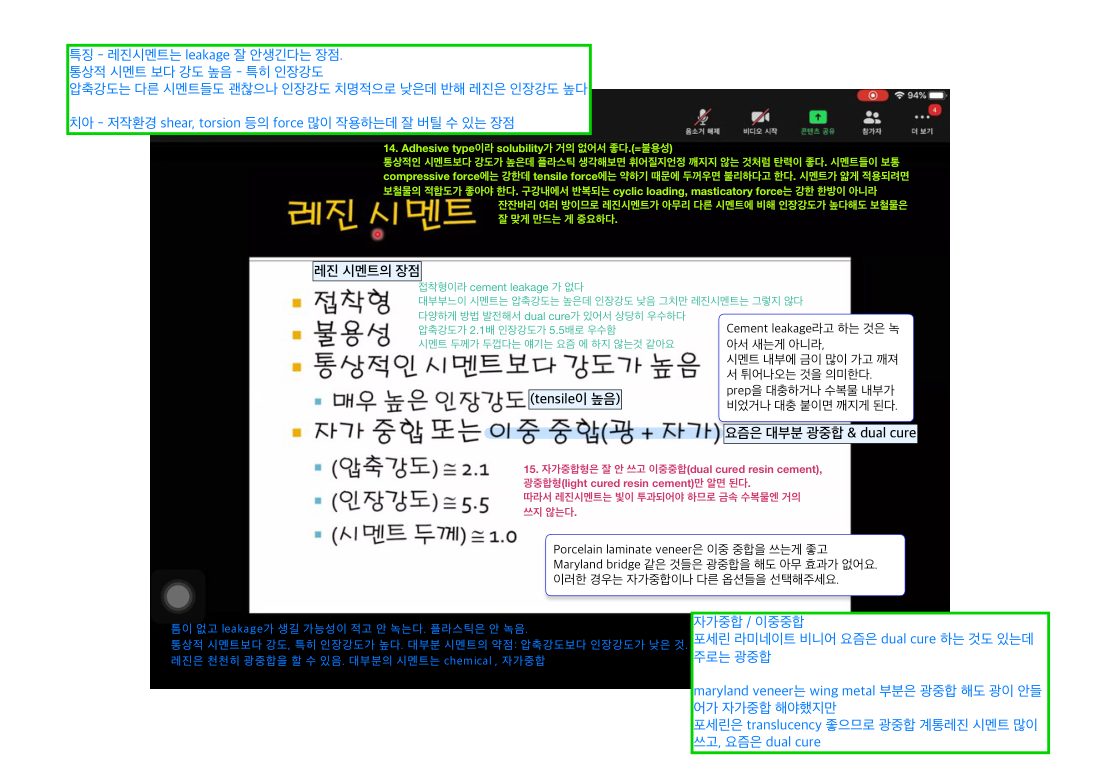 특징 - 레진시멘트는 leakage 잘 안생긴다는 장점.
통상적 시멘트 보다 강도 높음 - 특히 인장강도
압축강도는 다른 시멘트들도 괜찮으나 인장강도 치명적으로 낮은데 반해 레진은 인장강도 높다
치아 - 저작환경 shear, torsion 등의 force 많이 작용하는데 잘 버틸 수 있는 장점
94%
4
음소거 해제
비디오 시작
콘텐츠 공유
참가자
더 보기
14. Adhesive type이라 solubility가 거의 없어서 좋다.(=불용성)
통상적인 시멘트보다 강도가 높은데 플라스틱 생각해보면 휘어질지언정 깨지지 않는 것처럼 탄력이 좋다. 시멘트들이 보통
compressive force에는 강한데 tensile force에는 약하기 때문에 두꺼우면 불리하다고 한다. 시멘트가 얇게 적용되려면
보철물의 적합도가 좋아야 한다. 구강내에서 반복되는 cyclic loading, masticatory force는 강한 한방이 아니라
잔잔바리 여러 방이므로 레진시멘트가 아무리 다른 시멘트에 비해 인장강도가 높다해도 보철물은
잘 맞게 만드는 게 중요하다.
레진 시멘트
레진 시멘트의 장점
접착형
접착형이라 cement leakage 가 없다
대부부느이 시멘트는 압축강도는 높은데 인장강도 낮음 그치만 레진시멘트는 그렇지 않다
다양하게 방법 발전해서 dual cure가 있어서 상당히 우수하다
압축강도가 2.1배 인장강도가 5.5배로 우수함
시멘트 두께가 두껍다는 얘기는 요즘 에 하지 않는것 같아요
불용성
통상적인 시멘트보다 강도가 높음
매우 높은 인장강도 (tensile이 높음)
Cement leakage라고 하는 것은 녹
아서 새는게 아니라,
시멘트 내부에 금이 많이 가고 깨져
서 튀어나오는 것을 의미한다.
prep을 대충하거나 수복물 내부가
비었거나 대충 붙이면 깨지게 된다.
자가 중합 또는 이중 중합(광 + 자가) 요즘은 대부분 광중합 & dual cure
(압축강도) ≅ 2.1
(인장강도) ≅ 5.5
(시멘트 두께) ≅ 1.0
15. 자가중합형은 잘 안 쓰고 이중중합(dual cured resin cement),
광중합형(light cured resin cement)만 알면 된다.
따라서 레진시멘트는 빛이 투과되어야 하므로 금속 수복물엔 거의
쓰지 않는다.
Porcelain laminate veneer은 이중 중합을 쓰는게 좋고
Maryland bridge 같은 것들은 광중합을 해도 아무 효과가 없어요.
이러한 경우는 자가중합이나 다른 옵션들을 선택해주세요.
틈이 없고 leakage가 생길 가능성이 적고 안 녹는다. 플라스틱은 안 녹음.
통상적 시멘트보다 강도, 특히 인장강도가 높다. 대부분 시멘트의 약점: 압축강도보다 인장강도가 낮은 것.
레진은 천천히 광중합을 할 수 있음. 대부분의 시멘트는 chemical , 자가중합
자가중합 / 이중중합
포세린 라미네이트 비니어 요즘은 dual cure 하는 것도 있는데
주로는 광중합
maryland veneer는 wing metal 부분은 광중합 해도 광이 안들
어가 자가중합 해야했지만
포세린은 translucency 좋으므로 광중합 계통레진 시멘트 많이
쓰고, 요즘은 dual cure